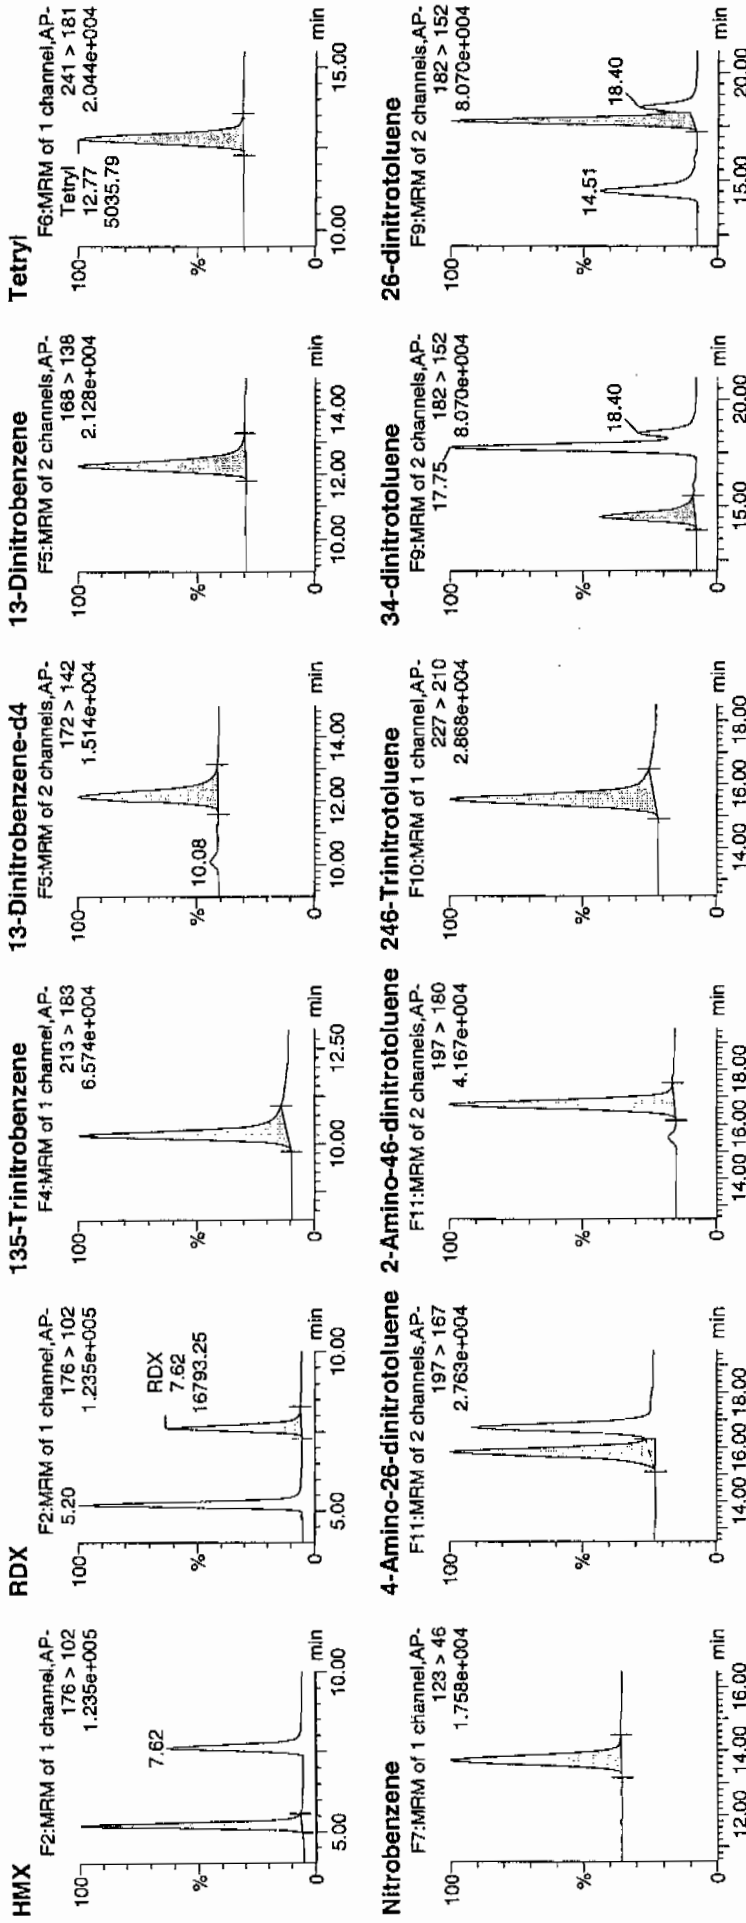 HMX
F2:MRM of 1 channel,AP-
176 > 102
1.235e+005
100
%
0
7.62
5.00
10.00
min
RDX
F2:MRM of 1 channel,AP-
176 > 102
1.235e+005
100
%
0
5.20
RDX
7.62
16793.25
5.00
10.00
min
135-Trinitrobenzene
F4:MRM of 1 channel,AP-
213 > 183
6.574e+004
100
%
0
10.00
12.50
min
13-Dinitrobenzene-d4
F5:MRM of 2 channels,AP-
172 > 142
1.514e+004
100
%
0
10.08
10.00
12.00
14.00
min
13-Dinitrobenzene
F5:MRM of 2 channels,AP-
168 > 138
2.128e+004
100
%
0
10.00
12.00
14.00
min
Tetryl
F6:MRM of 1 channel,AP-
241 > 181
2.044e+004
100
%
0
Tetryl
12.77
5035.79
10.00
15.00
min
Nitrobenzene
F7:MRM of 1 channel,AP-
123 > 46
1.758e+004
100
%
0
12.00
14.00
16.00
min
4-Amino-26-dinitrotoluene
F11:MRM of 2 channels,AP-
197 > 167
2.763e+004
100
%
0
14.00
16.00
18.00
min
2-Amino-46-dinitrotoluene
F11:MRM of 2 channels,AP-
197 > 180
4.167e+004
100
%
0
14.00
16.00
18.00
min
246-Trinitrotoluene
F10:MRM of 1 channel,AP-
227 > 210
2.868e+004
100
%
0
14.00
16.00
18.00
min
34-dinitrotoluene
F9:MRM of 2 channels,AP-
182 > 152
8.070e+004
100
%
0
17.75
18.40
15.00
20.00
min
26-dinitrotoluene
F9:MRM of 2 channels,AP-
182 > 152
8.070e+004
100
%
0
14.51
18.40
15.00
20.00
min